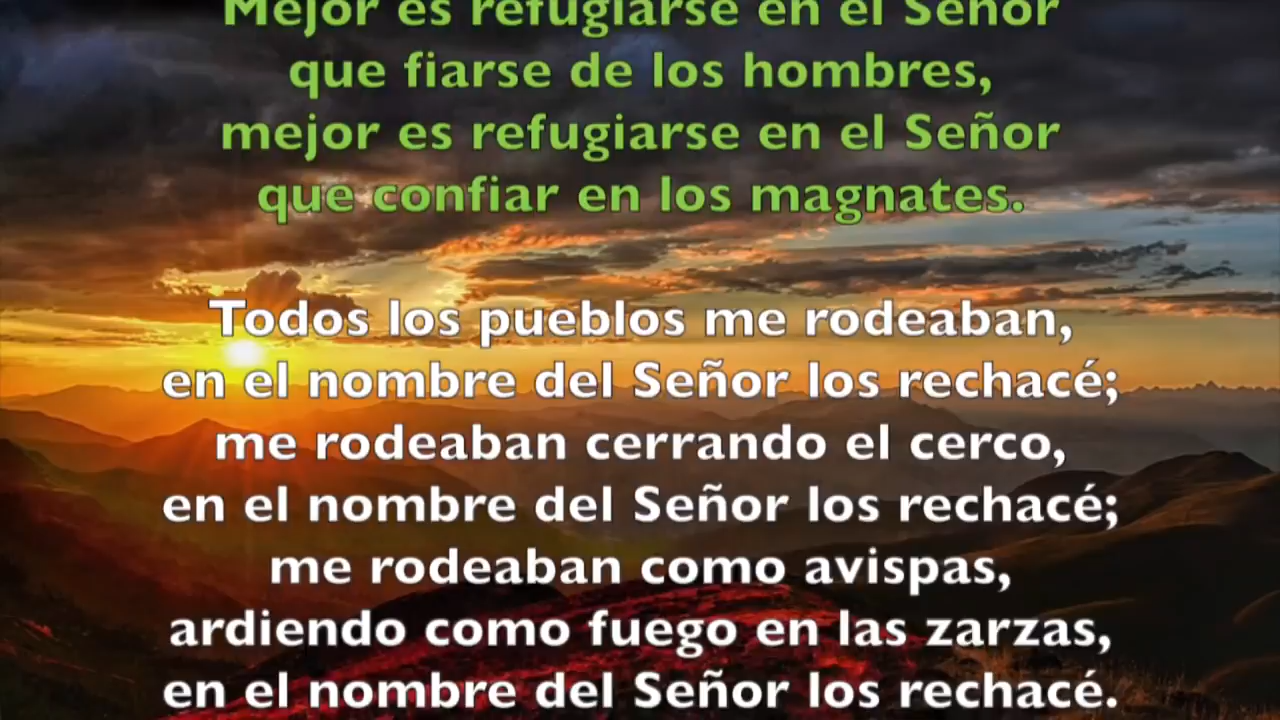 Mejor es refugiarse en el Señor
que fiarse de los hombres,
mejor es refugiarse en el Señor
que confiar en los magnates.
Todos los pueblos me rodeaban,
en el nombre del Señor los rechacé;
me rodeaban cerrando el cerco,
en el nombre del Señor los rechacé;
me rodeaban como avispas,
ardiendo como fuego en las zarzas,
en el nombre del Señor los rechacé.